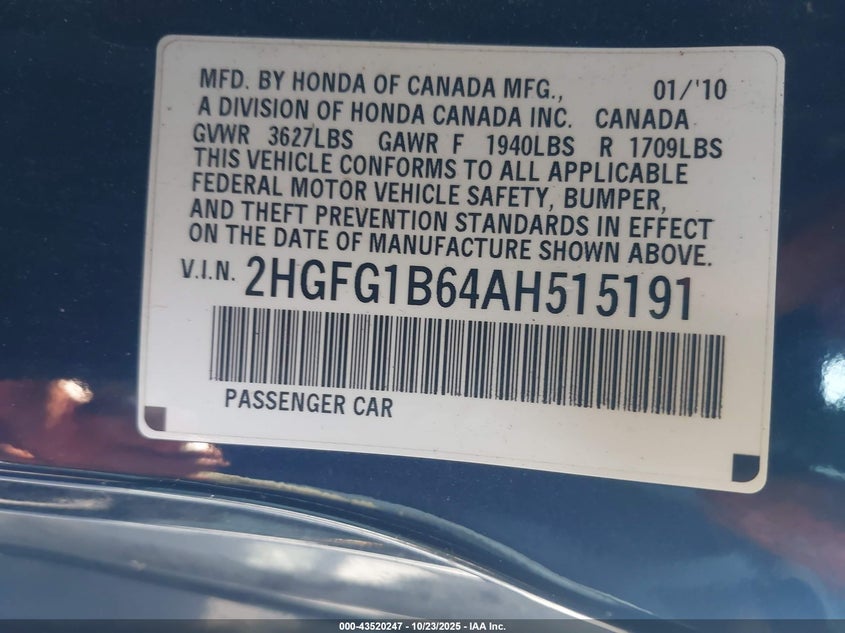 MFD. BY HONDA OF CANADA MFG., 01/'10
A DIVISION OF HONDA CANADA INC. CANADA
GVWR 3627LBS GAWR F 1940LBS R 1709LBS
THIS VEHICLE CONFORMS TO ALL APPLICABLE
FEDERAL MOTOR VEHICLE SAFETY, BUMPER,
AND THEFT PREVENTION STANDARDS IN EFFECT
ON THE DATE OF MANUFACTURE SHOWN ABOVE.
V.I.N. 2HGFG1B64AH515191
PASSENGER CAR
000-43520247 - 10/23/2025 - IAA Inc.